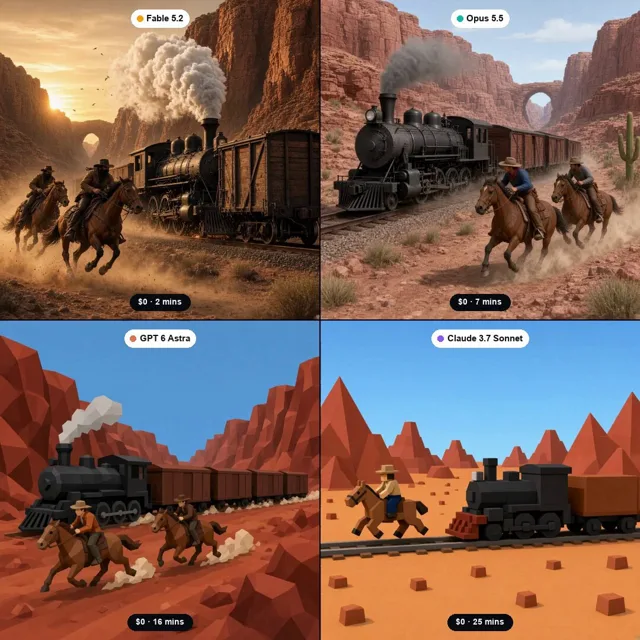 Fable 5.2
Opus 5.5
$0 · 2 mins
$0 · 7 mins
GPT 6 Astra
Claude 3.7 Sonnet
$0 · 16 mins
$0 · 25 mins